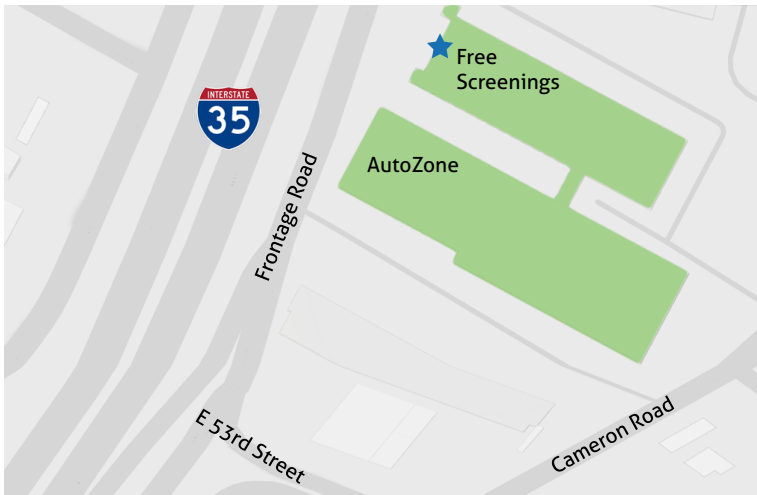 Free
Screenings
INTERSTATE
35
AutoZone
Frontage Road
E 53rd Street
Cameron Road